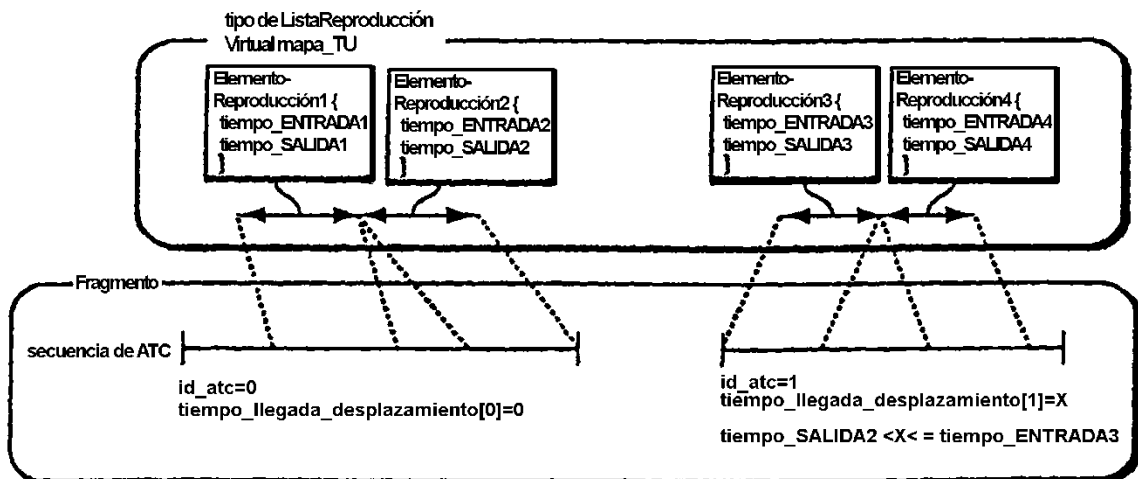 tipo de ListaReproducción
Virtual mapa_TU
Elemento-
Reproducción1 {
tiempo_ENTRADA1
tiempo_SALIDA1
}
Elemento-
Reproducción2 {
tiempo_ENTRADA2
tiempo_SALIDA2
}
Elemento-
Reproducción3 {
tiempo_ENTRADA3
tiempo_SALIDA3
}
Elemento-
Reproducción4 {
tiempo_ENTRADA4
tiempo_SALIDA4
}
Fragmento
secuencia de ATC
id_atc=0
tiempo_llegada_desplazamiento[0]=0
id_atc=1
tiempo_llegada_desplazamiento[1]=X
tiempo_SALIDA2 <X< = tiempo_ENTRADA3